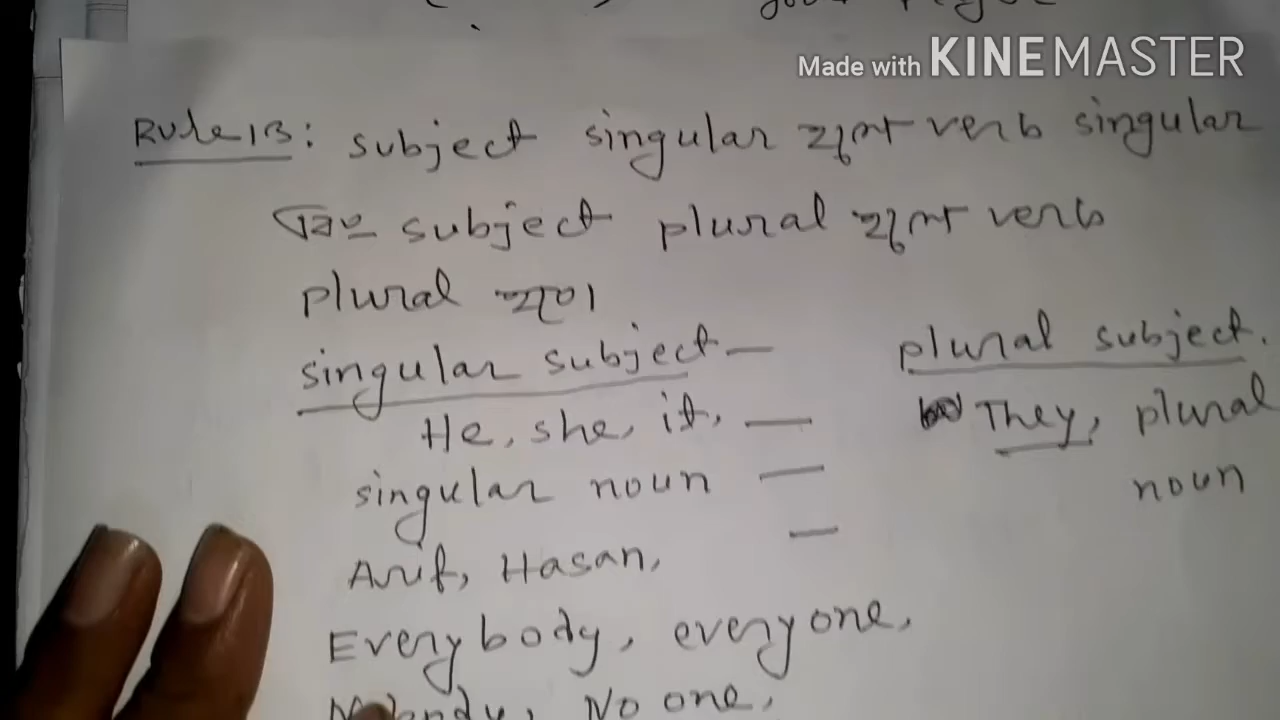 Made with KINEMASTER
Rule 13: subject singular হলে verb singular
এবং subject plural হলে verb
plural হবে।
singular subject—
plural subject.
He, she, it, —
They, plural
singular noun —
noun
—
Arif, Hasan,
Everybody, everyone,
Nobody, No one,